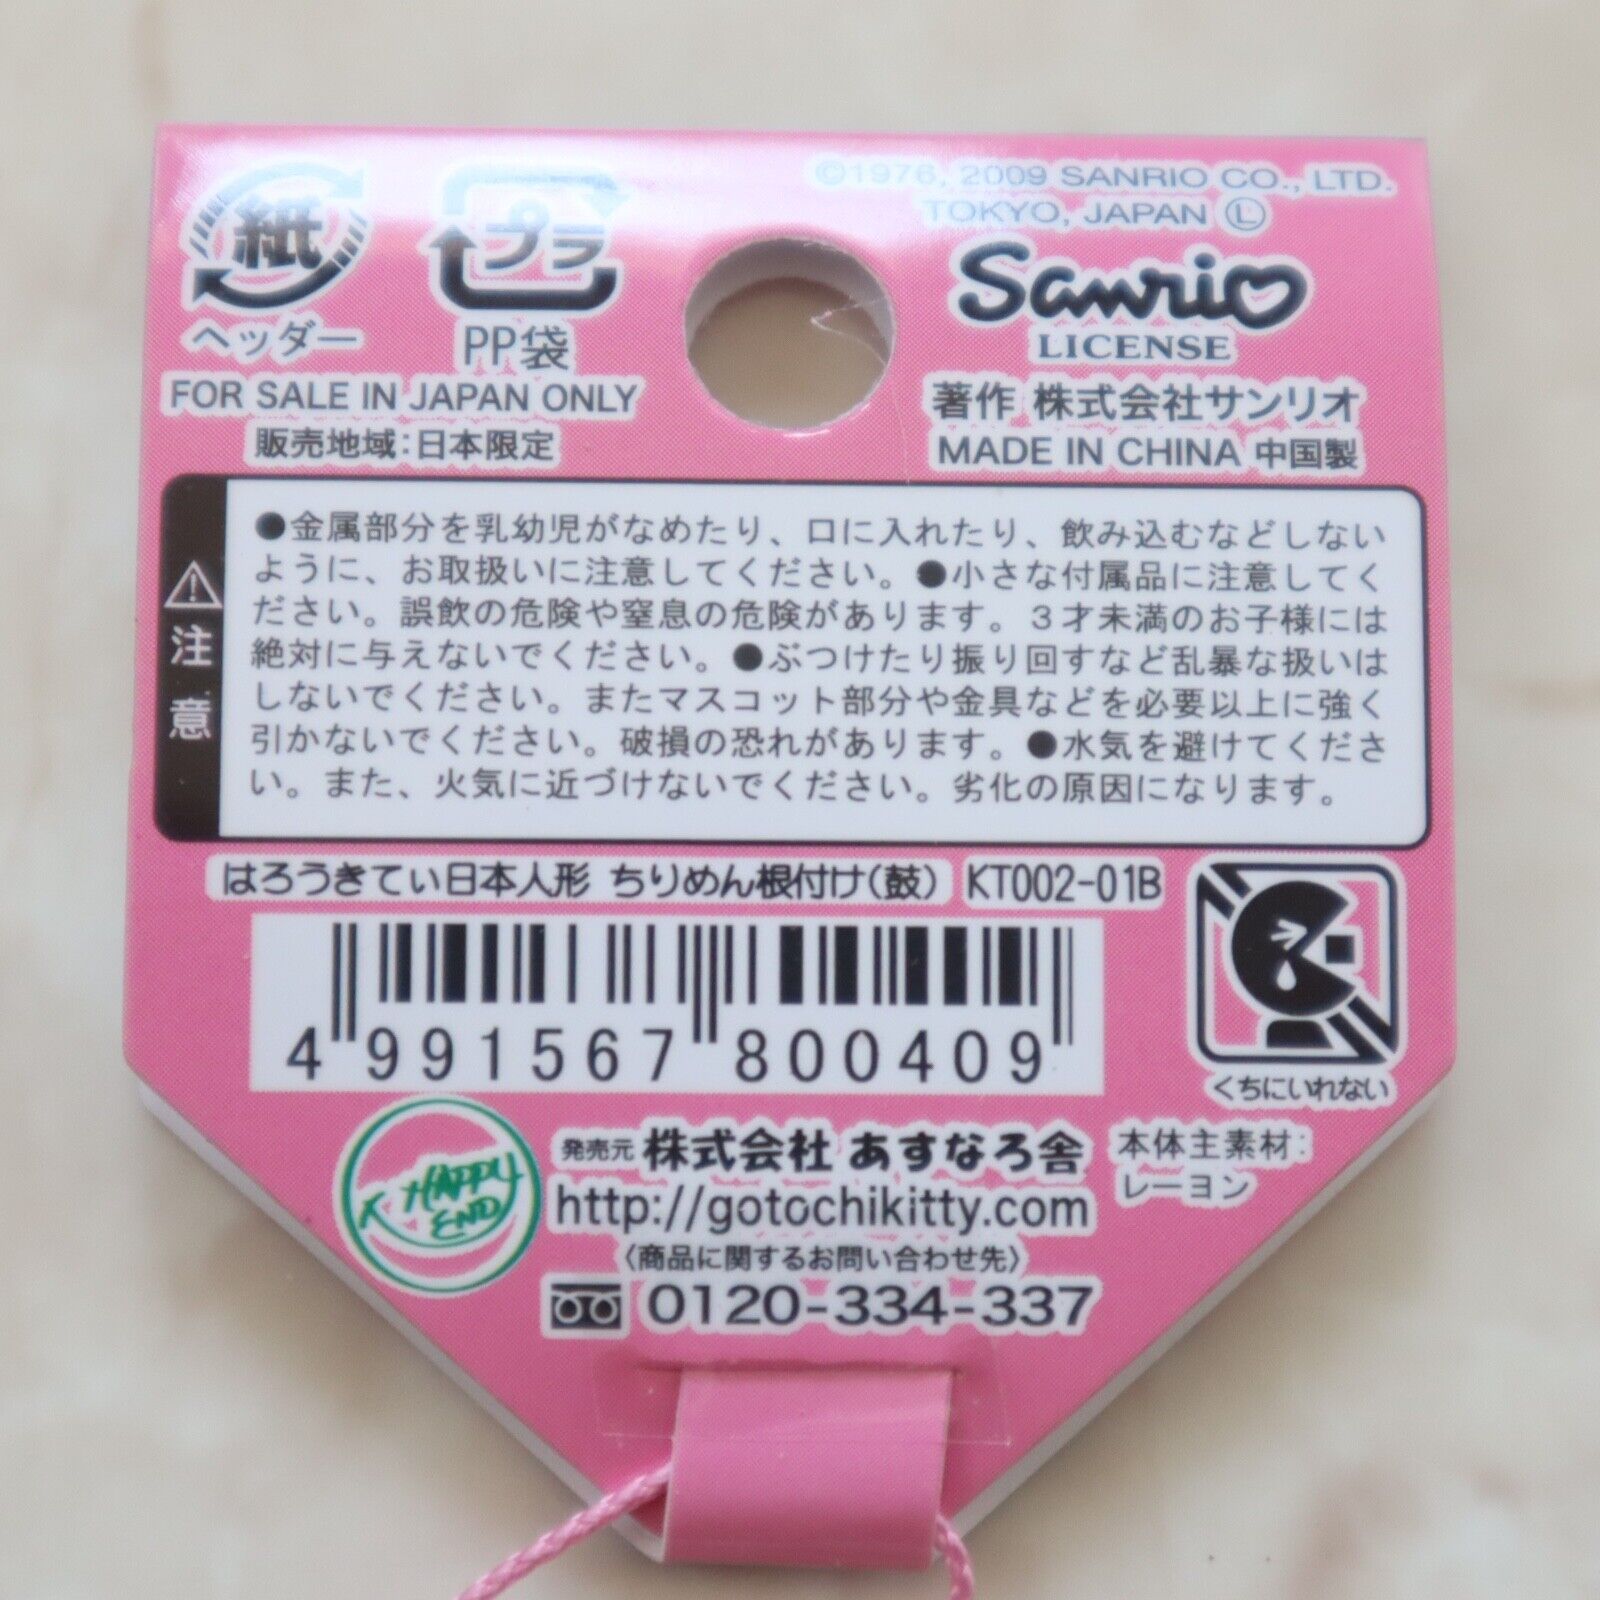 紙
ヘッダー
プラ
PP袋
FOR SALE IN JAPAN ONLY
販売地域:日本限定
©1976, 2009 SANRIO CO., LTD.
TOKYO, JAPAN Ⓛ
Sanrio
LICENSE
著作 株式会社サンリオ
MADE IN CHINA 中国製
⚠注意
●金属部分を乳幼児がなめたり、口に入れたり、飲み込むなどしない
ように、お取扱いに注意してください。●小さな付属品に注意してく
ださい。誤飲の危険や窒息の危険があります。3才未満のお子様には
絶対に与えないでください。●ぶつけたり振り回すなど乱暴な扱いは
しないでください。またマスコット部分や金具などを必要以上に強く
引かないでください。破損の恐れがあります。●水気を避けてくださ
い。また、火気に近づけないでください。劣化の原因になります。
はろうきてぃ日本人形 ちりめん根付け(鼓) KT002-01B
4 991567 800409
くちにいれない
HAPPY
END
発売元 株式会社 あすなろ舎
http://gotochikitty.com
〈商品に関するお問い合わせ先〉
0120-334-337
本体主素材:
レーヨン